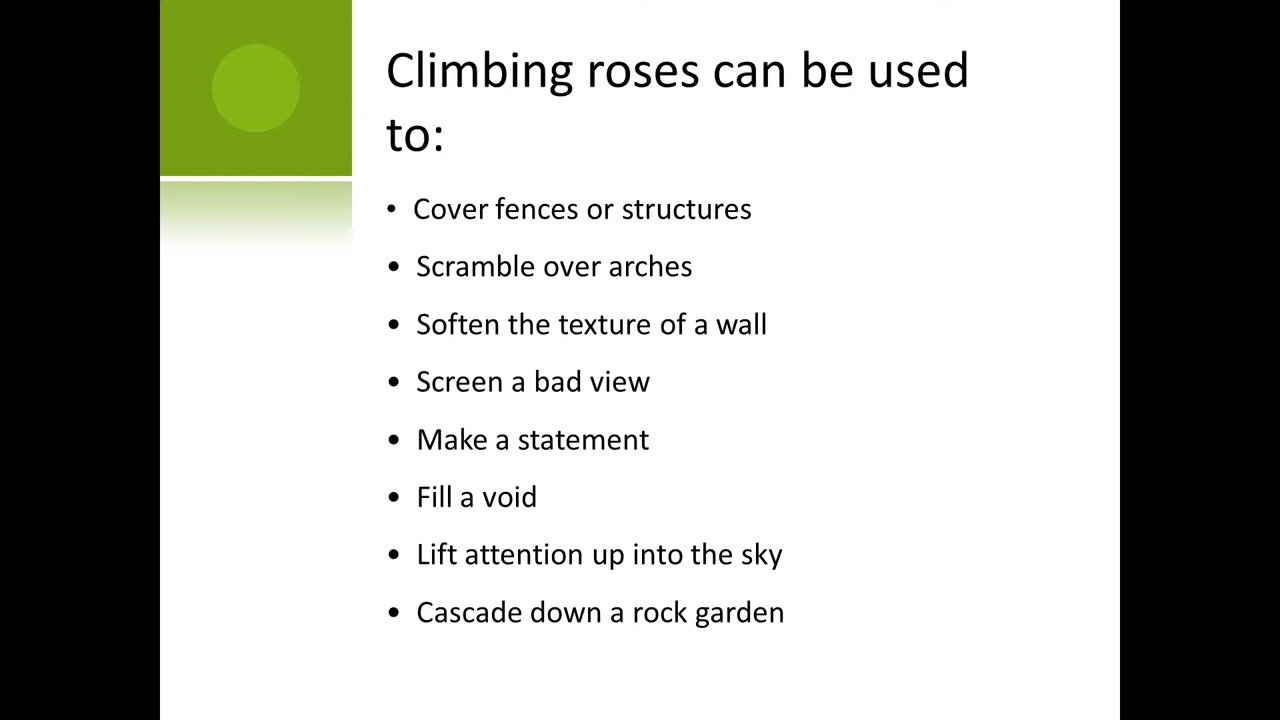 Climbing roses can be used
to:
• Cover fences or structures
• Scramble over arches
• Soften the texture of a wall
• Screen a bad view
• Make a statement
• Fill a void
• Lift attention up into the sky
• Cascade down a rock garden